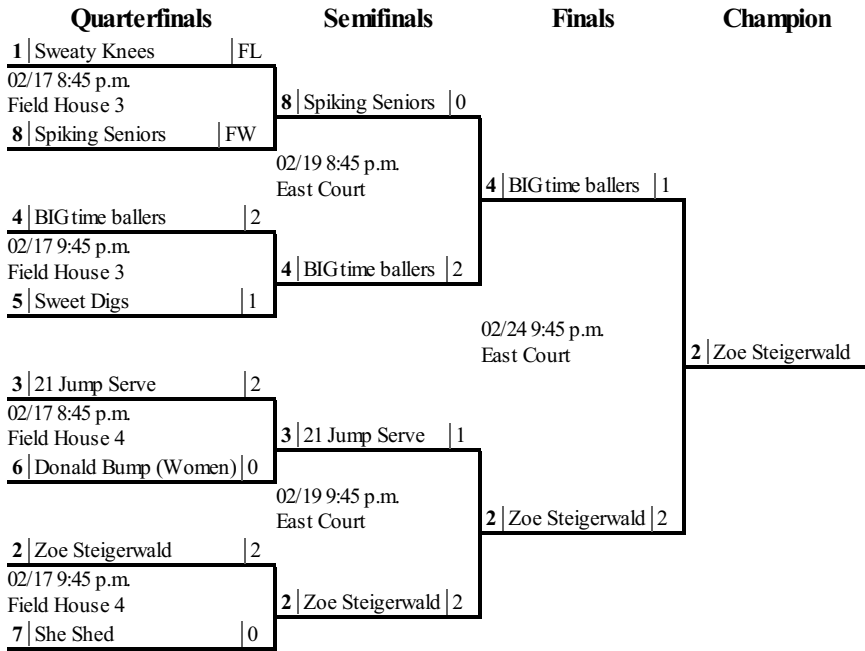 Quarterfinals Semifinals Finals Champion
1 Sweaty Knees FL
02/17 8:45 p.m.
Field House 3
8 Spiking Seniors FW
8 Spiking Seniors 0
02/19 8:45 p.m.
East Court
4 BIG time ballers 2
02/17 9:45 p.m.
Field House 3
5 Sweet Digs 1
4 BIG time ballers 2
4 BIG time ballers 1
02/24 9:45 p.m.
East Court
2 Zoe Steigerwald
3 21 Jump Serve 2
02/17 8:45 p.m.
Field House 4
6 Donald Bump (Women) 0
3 21 Jump Serve 1
02/19 9:45 p.m.
East Court
2 Zoe Steigerwald 2
2 Zoe Steigerwald 2
02/17 9:45 p.m.
Field House 4
7 She Shed 0
2 Zoe Steigerwald 2